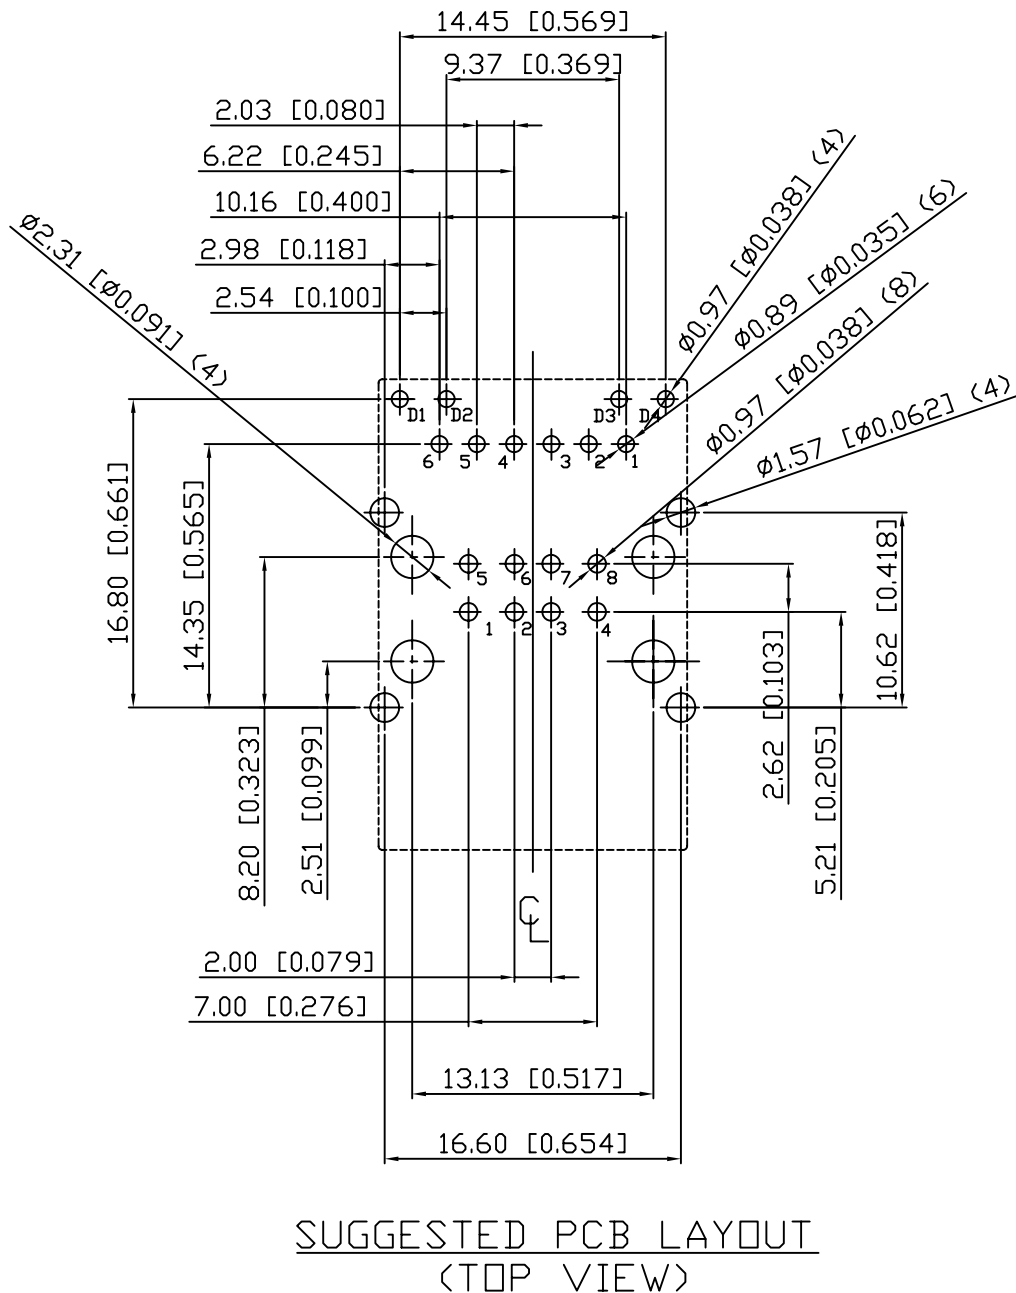 14.45 [0.569]
9.37 [0.369]
2.03 [0.080]
6.22 [0.245]
10.16 [0.400]
2.98 [0.118]
2.54 [0.100]
ø2.31 [ø0.091] (4)
ø0.97 [ø0.038] (4)
ø0.89 [ø0.035] (6)
ø0.97 [ø0.038] (8)
ø1.57 [ø0.062] (4)
D1 D2 D3 D4
6 5 4 3 2 1
5 6 7 8
1 2 3 4
16.80 [0.661]
14.35 [0.565]
8.20 [0.323]
2.51 [0.099]
10.62 [0.418]
2.62 [0.103]
5.21 [0.205]
℄
2.00 [0.079]
7.00 [0.276]
13.13 [0.517]
16.60 [0.654]
SUGGESTED PCB LAYOUT
(TOP VIEW)